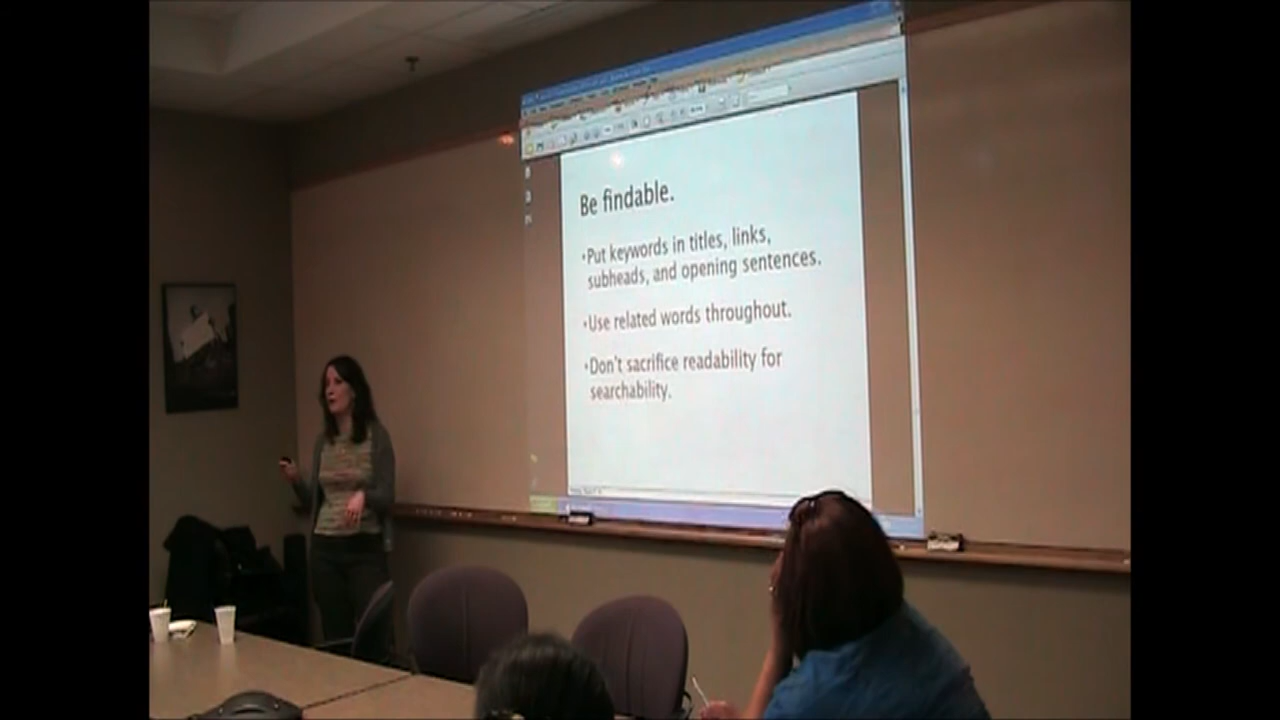 Be findable.
•Put keywords in titles, links,
subheads, and opening sentences.
•Use related words throughout.
•Don't sacrifice readability for
searchability.